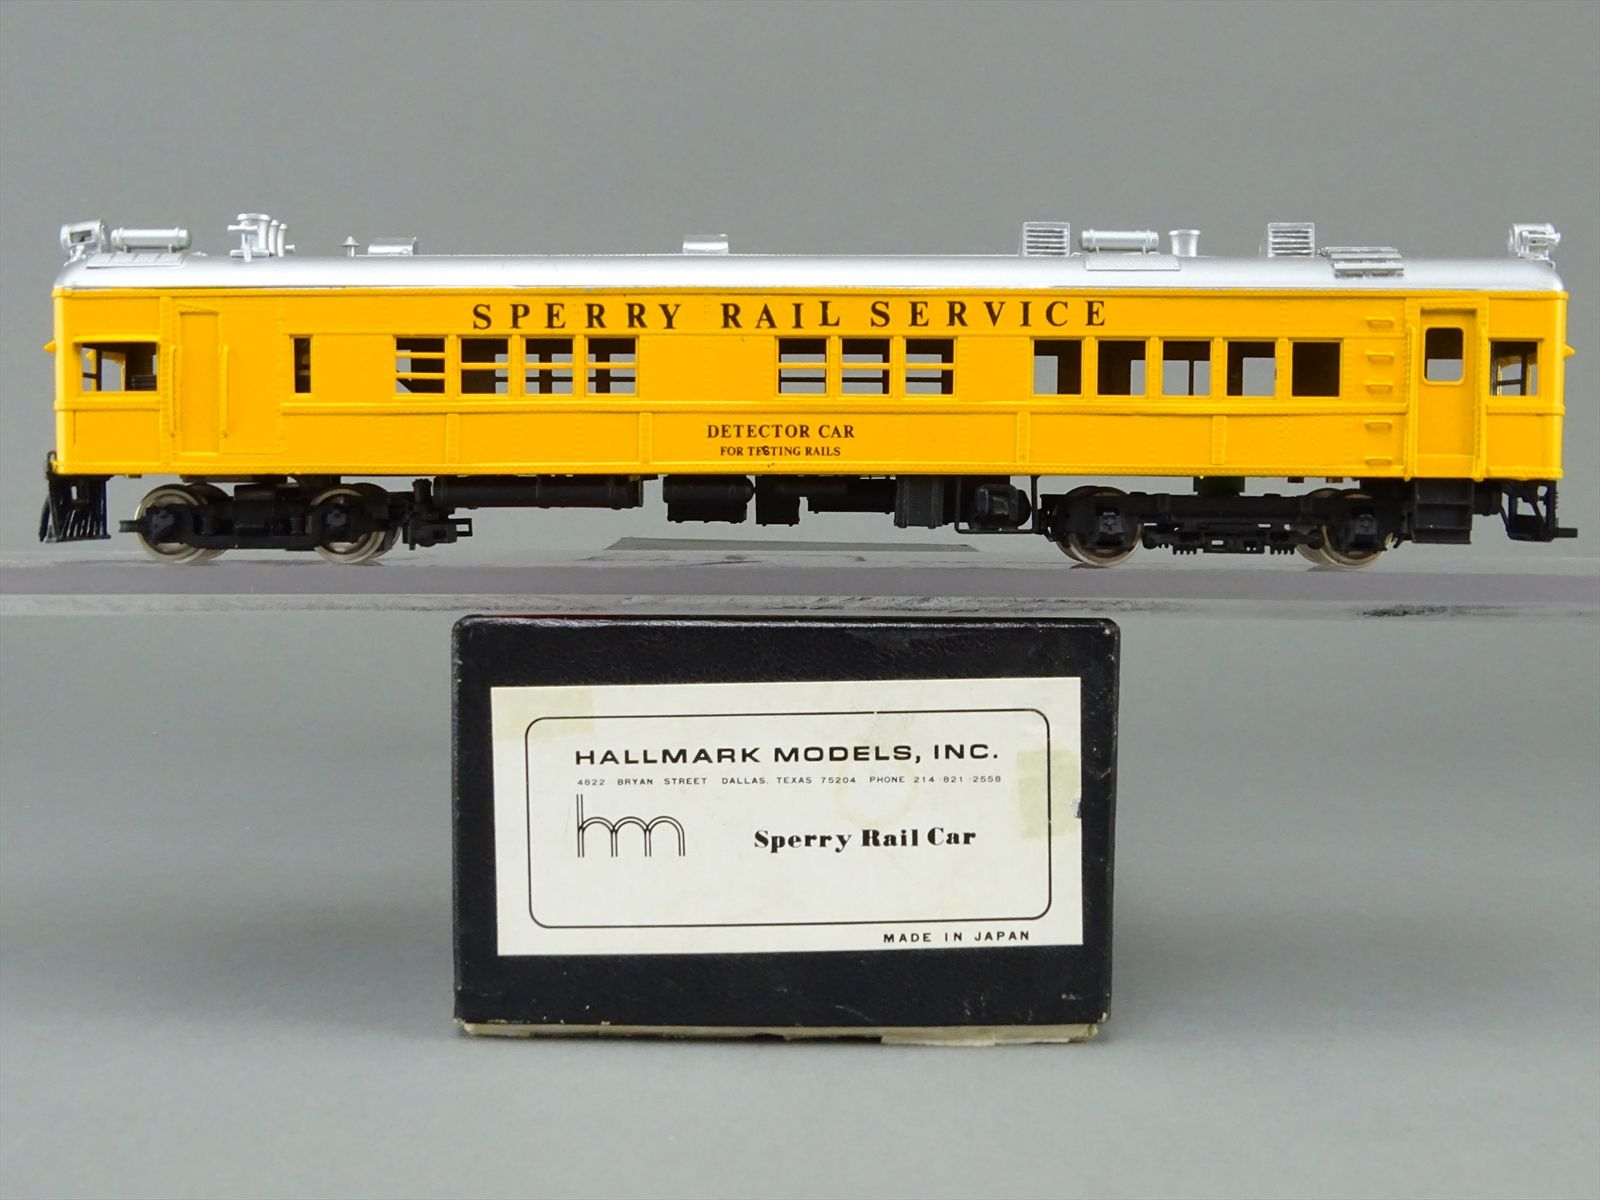 SPERRY RAIL SERVICE
DETECTOR CAR
FOR TESTING RAILS
HALLMARK MODELS, INC.
4822 BRYAN STREET DALLAS, TEXAS 75204 PHONE 214-821-2558
hm
Sperry Rail Car
MADE IN JAPAN